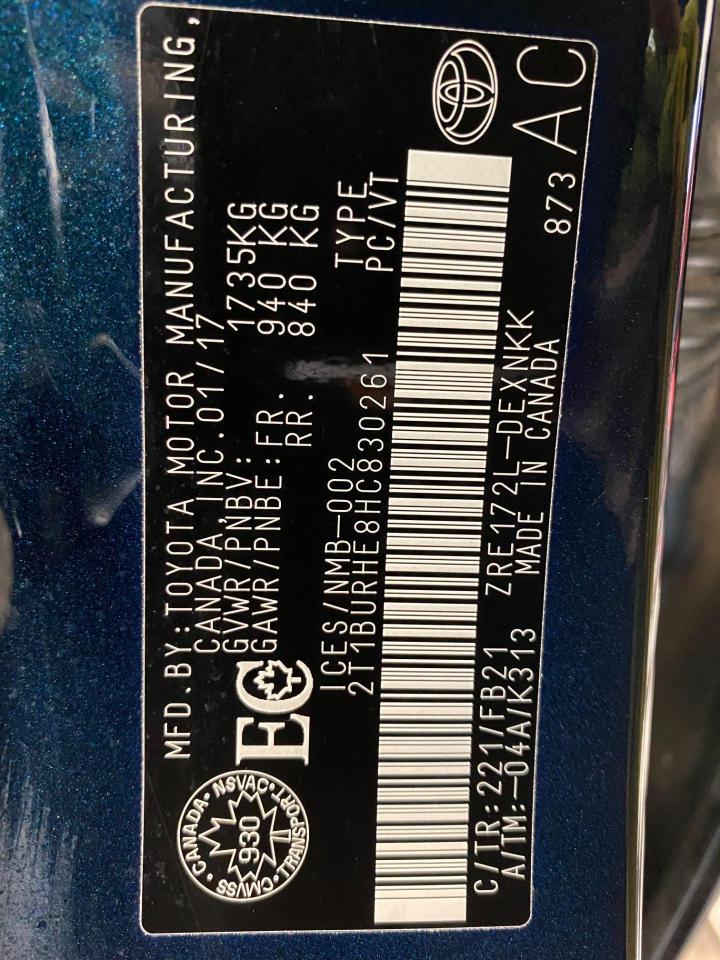 MFD.BY:TOYOTA MOTOR MANUFACTURING,
CANADA,INC.01/17
GVWR/PNBV: 1735KG
GAWR/PNBE:FR. 940 KG
RR. 840 KG
EC
CANADA • NSVAC • TRANSPORT • CMVSS •
930
ICES/NMB-002 TYPE
2T1BURHE8HC830261 PC/VT
C/TR:221/FB21 ZRE172L-DEXNKK
A/TM:-04A/K313 MADE IN CANADA
873 AC